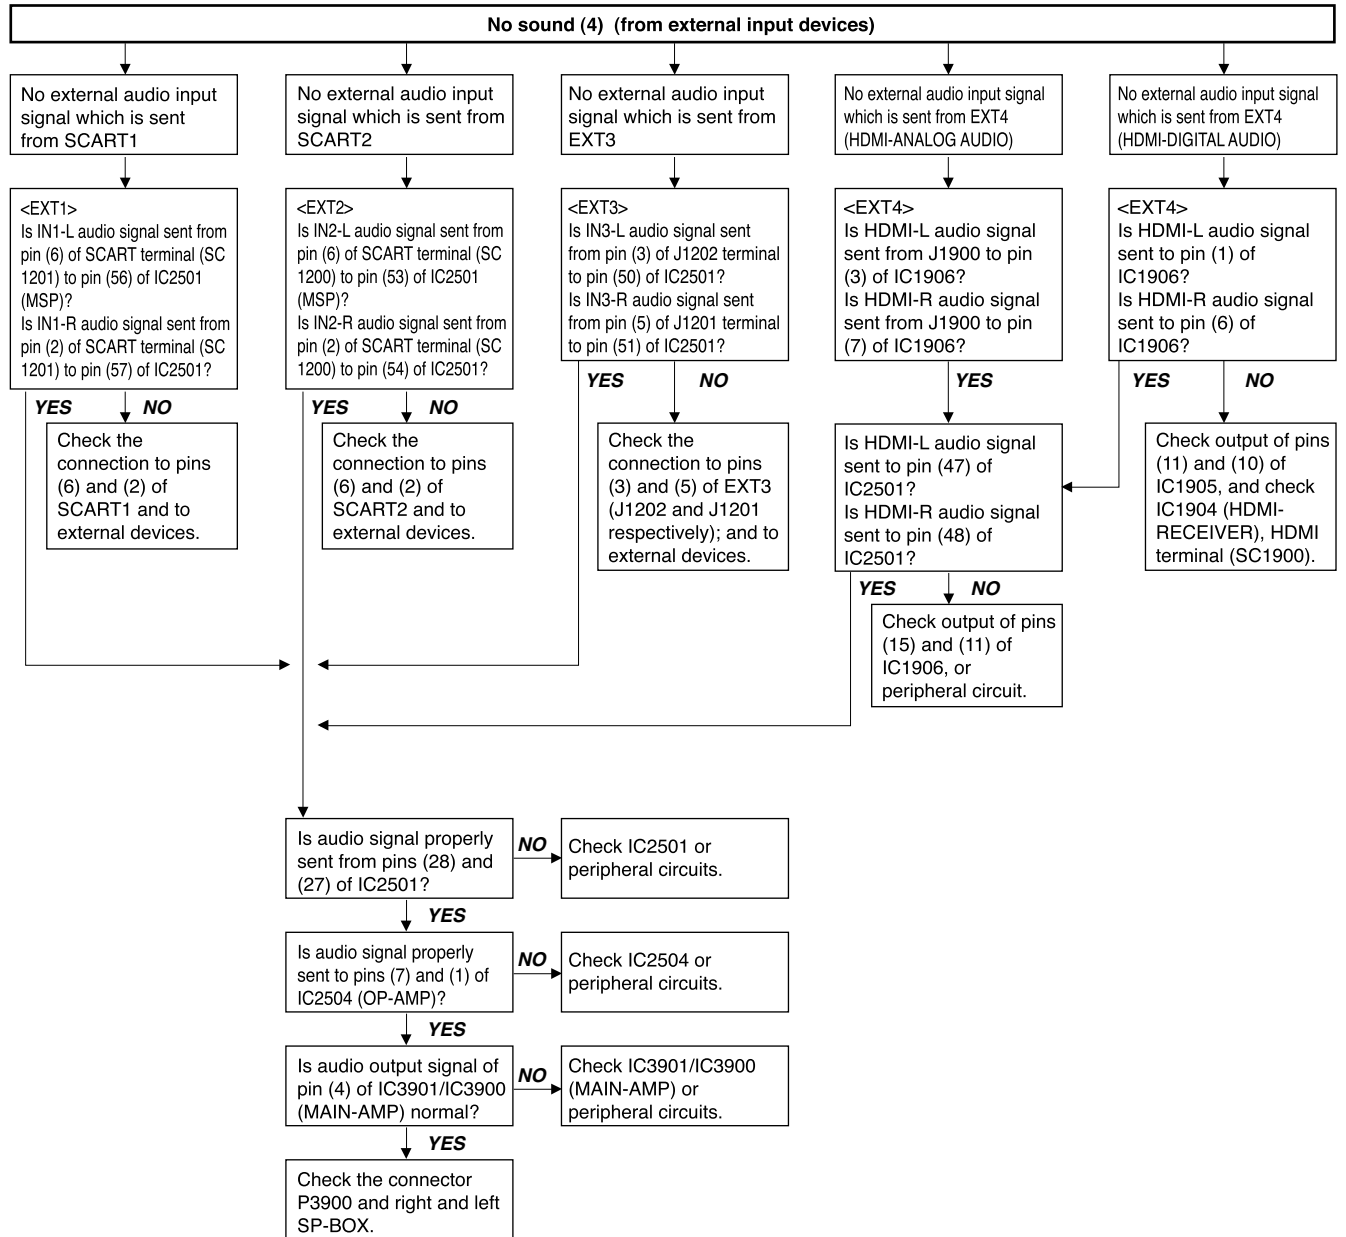 No sound (4)  (from external input devices)
No external audio input
signal which is sent
from SCART1
No external audio input
signal which is sent from
SCART2
No external audio input
signal which is sent from
EXT3
No external audio input signal
which is sent from EXT4
(HDMI-ANALOG AUDIO)
No external audio input signal
which is sent from EXT4
(HDMI-DIGITAL AUDIO)
<EXT1>
Is IN1-L audio signal sent from
pin (6) of SCART terminal (SC
1201) to pin (56) of IC2501
(MSP)?
Is IN1-R audio signal sent from
pin (2) of SCART terminal (SC
1201) to pin (57) of IC2501?
<EXT2>
Is IN2-L audio signal sent from
pin (6) of SCART terminal (SC
1200) to pin (53) of IC2501
(MSP)?
Is IN2-R audio signal sent from
pin (2) of SCART terminal (SC
1200) to pin (54) of IC2501?
<EXT3>
Is IN3-L audio signal sent
from pin (3) of J1202 terminal
to pin (50) of IC2501?
Is IN3-R audio signal sent
from pin (5) of J1201 terminal
to pin (51) of IC2501?
<EXT4>
Is HDMI-L audio signal
sent from J1900 to pin
(3) of IC1906?
Is HDMI-R audio signal
sent from J1900 to pin
(7) of IC1906?
<EXT4>
Is HDMI-L audio signal
sent to pin (1) of
IC1906?
Is HDMI-R audio signal
sent to pin (6) of
IC1906?
YES
NO
YES
NO
YES
NO
YES
YES
NO
Check the
connection to pins
(6) and (2) of
SCART1 and to
external devices.
Check the
connection to pins
(6) and (2) of
SCART2 and to
external devices.
Check the
connection to pins
(3) and (5) of EXT3
(J1202 and J1201
respectively); and to
external devices.
Is HDMI-L audio signal
sent to pin (47) of
IC2501?
Is HDMI-R audio signal
sent to pin (48) of
IC2501?
Check output of pins
(11) and (10) of
IC1905, and check
IC1904 (HDMI-
RECEIVER), HDMI
terminal (SC1900).
YES
NO
Check output of pins
(15) and (11) of
IC1906, or
peripheral circuit.
Is audio signal properly
sent from pins (28) and
(27) of IC2501?
NO
Check IC2501 or
peripheral circuits.
YES
Is audio signal properly
sent to pins (7) and (1) of
IC2504 (OP-AMP)?
NO
Check IC2504 or
peripheral circuits.
YES
Is audio output signal of
pin (4) of IC3901/IC3900
(MAIN-AMP) normal?
NO
Check IC3901/IC3900
(MAIN-AMP) or
peripheral circuits.
YES
Check the connector
P3900 and right and left
SP-BOX.